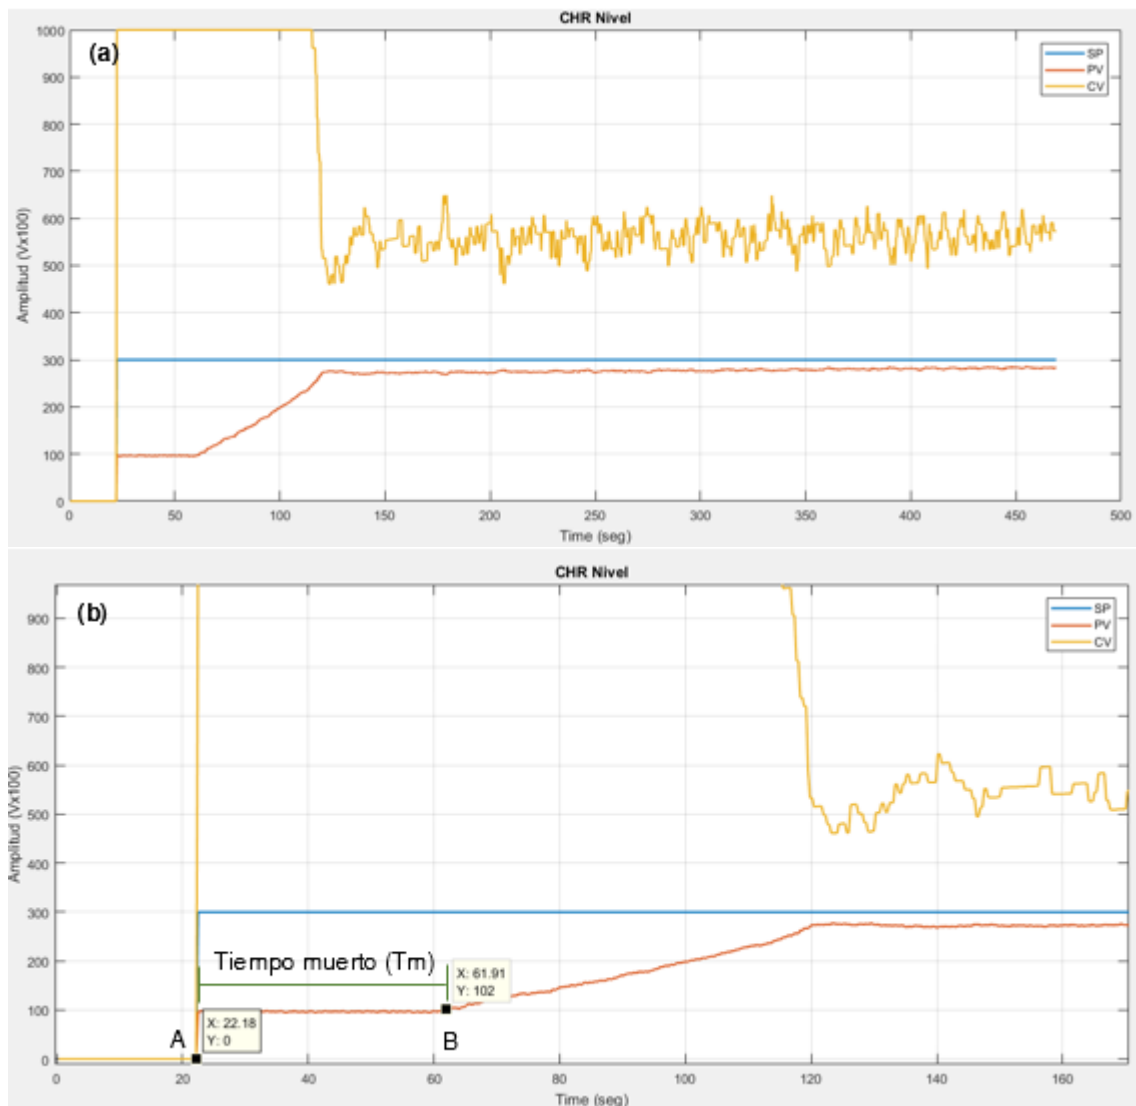 CHR Nivel
(a)
SP
PV
CV
1000
900
800
700
600
500
400
300
200
100
0
Amplitud (Vx100)
0 50 100 150 200 250 300 350 400 450 500
Time (seg)
CHR Nivel
(b)
SP
PV
CV
900
800
700
600
500
400
300
200
100
0
Amplitud (Vx100)
Tiempo muerto (Tm)
X: 61.91
Y: 102
X: 22.18
Y: 0
A
B
0 20 40 60 80 100 120 140 160
Time (seg)